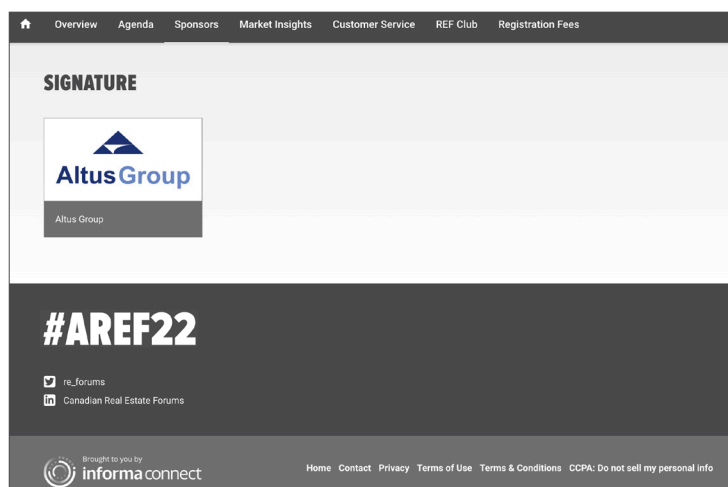 Overview Agenda Sponsors Market Insights Customer Service REF Club Registration Fees
SIGNATURE
AltusGroup
Altus Group
#AREF22
re_forums
in Canadian Real Estate Forums
Brought to you by
informa connect
Home Contact Privacy Terms of Use Terms & Conditions CCPA: Do not sell my personal info